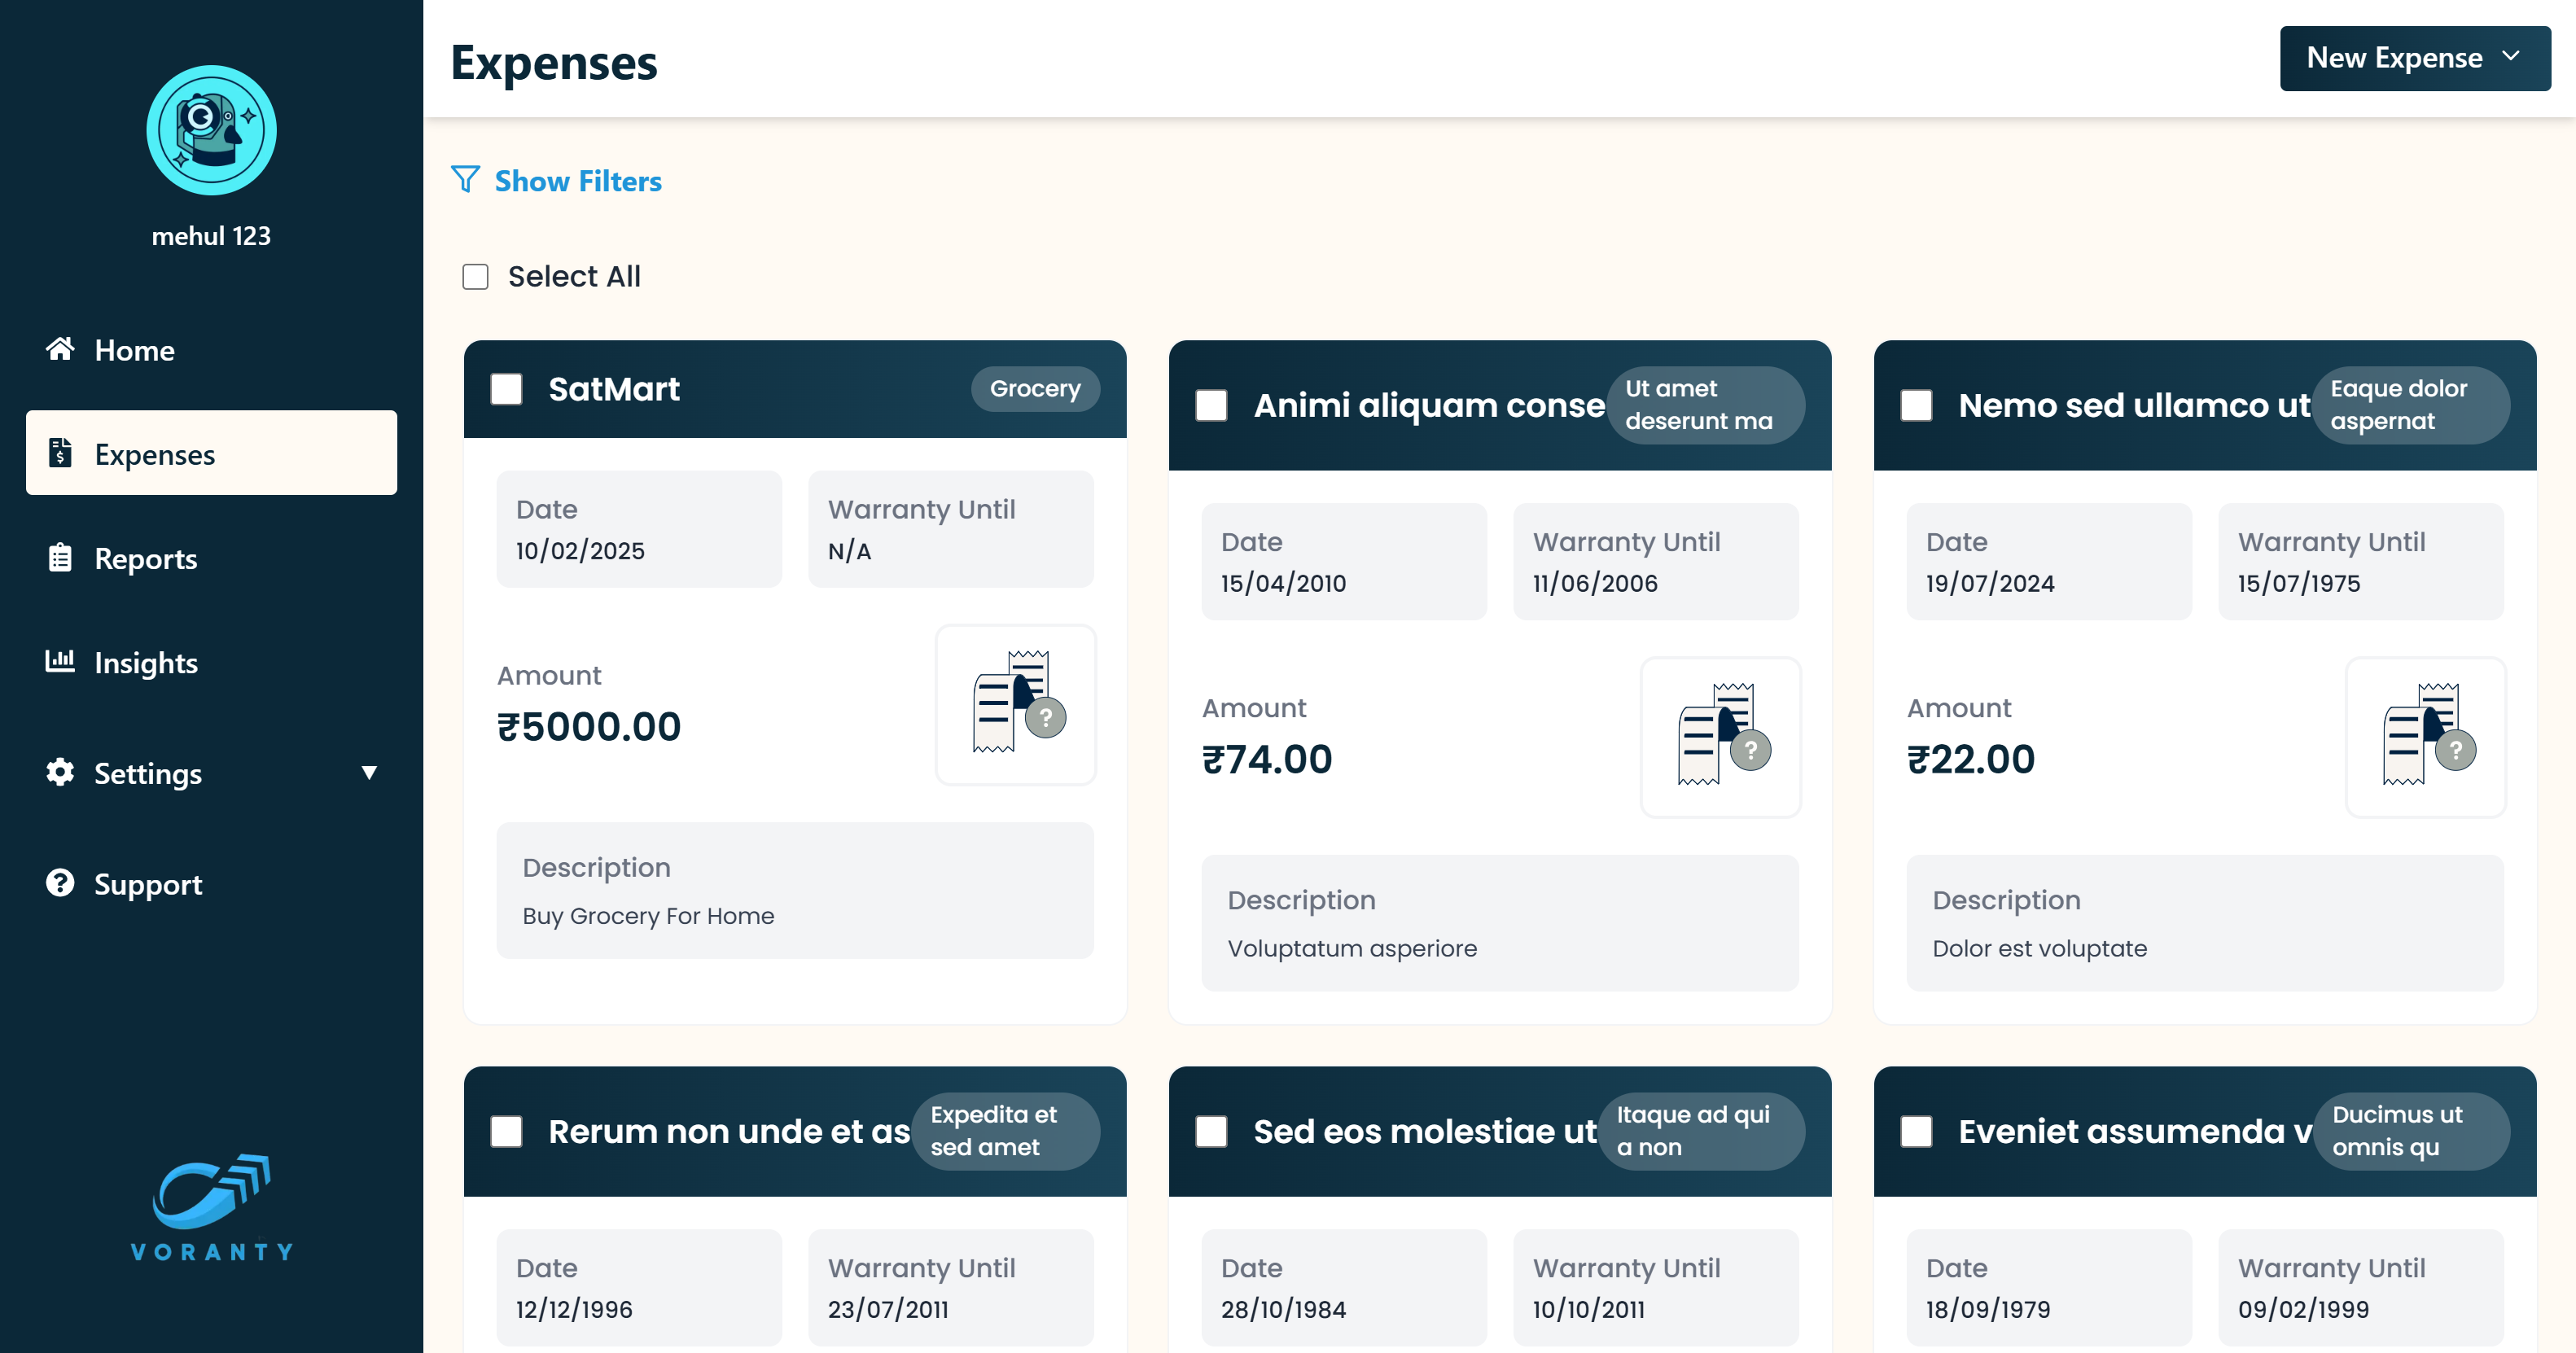 mehul 123
Home
Expenses
Reports
Insights
Settings
Support
VORANTY
Expenses
New Expense
Show Filters
Select All
SatMart
Grocery
Date
10/02/2025
Warranty Until
N/A
Amount
₹5000.00
?
Description
Buy Grocery For Home
Animi aliquam conse
Ut amet
deserunt ma
Date
15/04/2010
Warranty Until
11/06/2006
Amount
₹74.00
?
Description
Voluptatum asperiore
Nemo sed ullamco ut
Eaque dolor
aspernat
Date
19/07/2024
Warranty Until
15/07/1975
Amount
₹22.00
?
Description
Dolor est voluptate
Rerum non unde et as
Expedita et
sed amet
Date
12/12/1996
Warranty Until
23/07/2011
Sed eos molestiae ut
Itaque ad qui
a non
Date
28/10/1984
Warranty Until
10/10/2011
Eveniet assumenda v
Ducimus ut
omnis qu
Date
18/09/1979
Warranty Until
09/02/1999